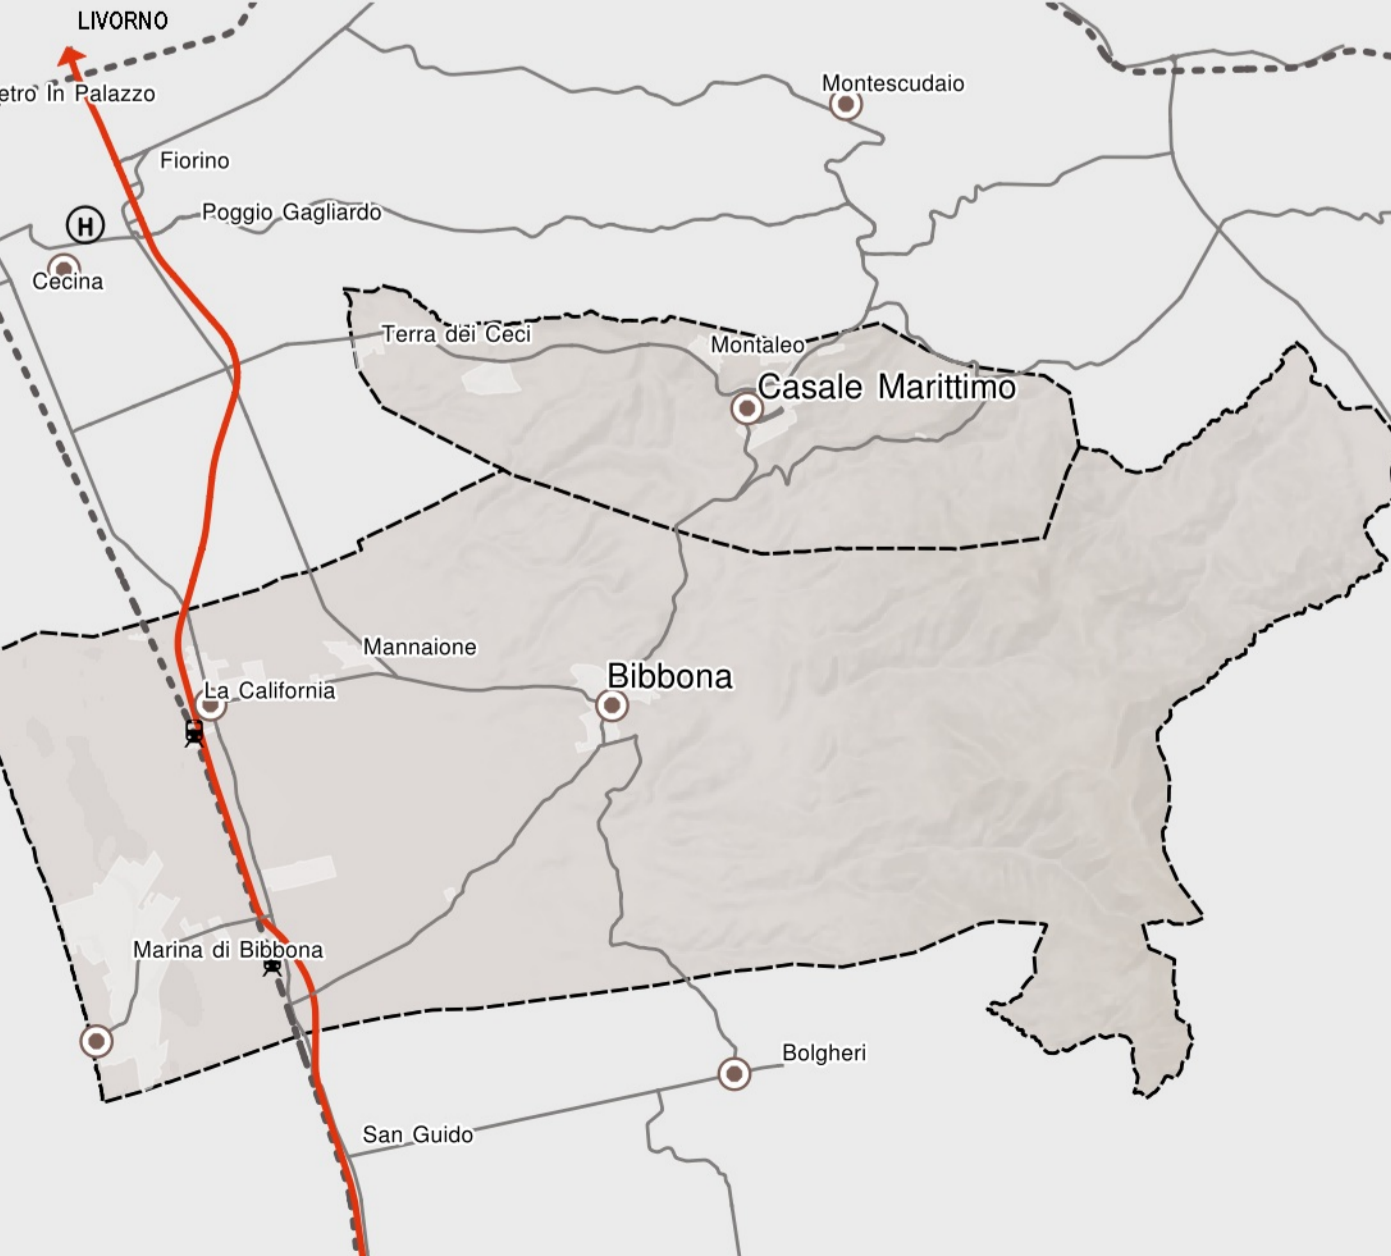 LIVORNO
etro In Palazzo
Montescudaio
Fiorino
Poggio Gagliardo
H
Cecina
Terra dei Ceci
Montaleo
Casale Marittimo
Mannaione
Bibbona
La California
Marina di Bibbona
Bolgheri
San Guido